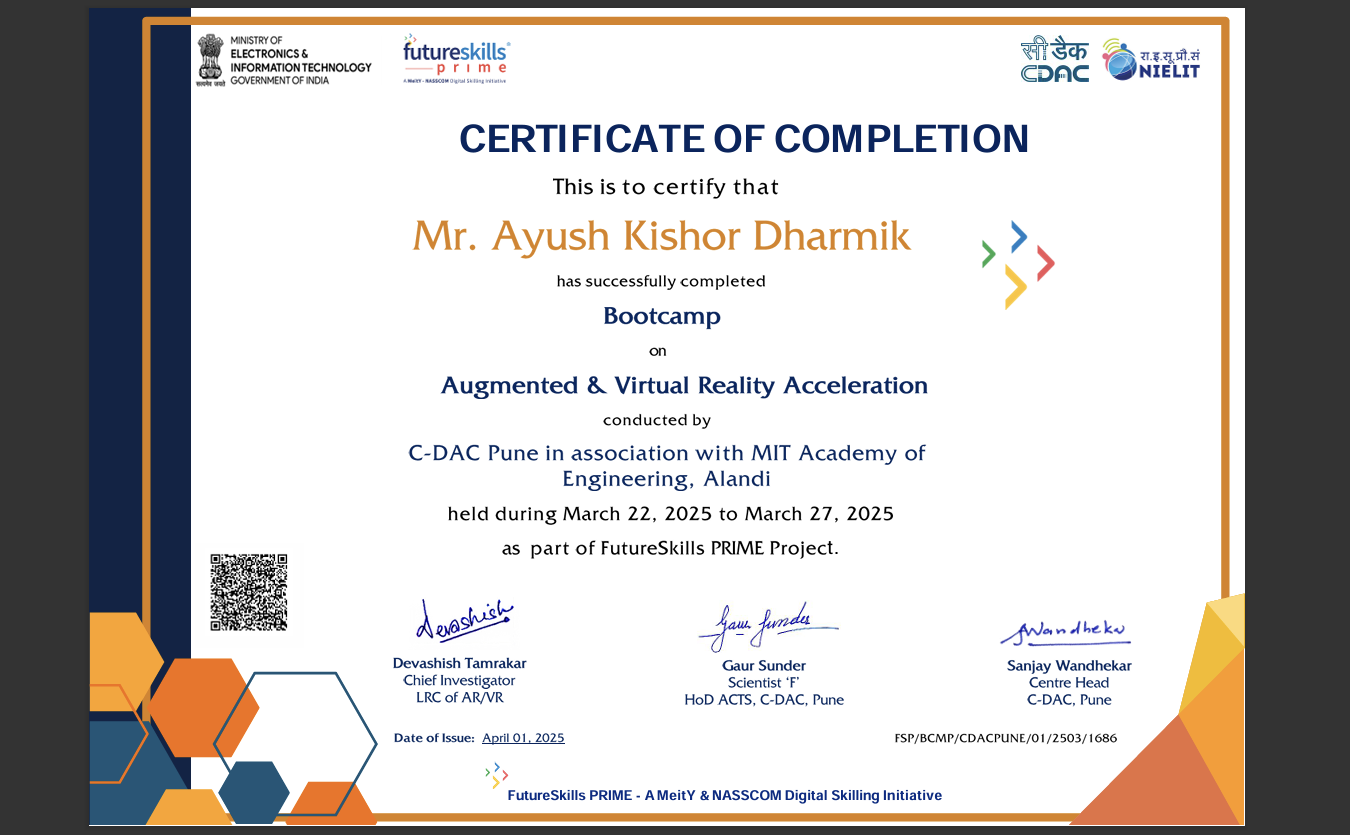 MINISTRY OF
ELECTRONICS &
INFORMATION TECHNOLOGY
GOVERNMENT OF INDIA
सत्यमेव जयते
futureskills®
prime
A MeitY - NASSCOM Digital Skilling Initiative
सी डैक
CDAC
रा.इ.सू.प्रौ.सं
NIELIT
CERTIFICATE OF COMPLETION
This is to certify that
Mr. Ayush Kishor Dharmik
has successfully completed
Bootcamp
on
Augmented & Virtual Reality Acceleration
conducted by
C-DAC Pune in association with MIT Academy of
Engineering, Alandi
held during March 22, 2025 to March 27, 2025
as part of FutureSkills PRIME Project.
Devashish
Gaur Sunder
SWandhekar
Devashish Tamrakar
Chief Investigator
LRC of AR/VR
Gaur Sunder
Scientist ‘F’
HoD ACTS, C-DAC, Pune
Sanjay Wandhekar
Centre Head
C-DAC, Pune
Date of Issue: April 01, 2025
FSP/BCMP/CDACPUNE/01/2503/1686
FutureSkills PRIME - A MeitY & NASSCOM Digital Skilling Initiative